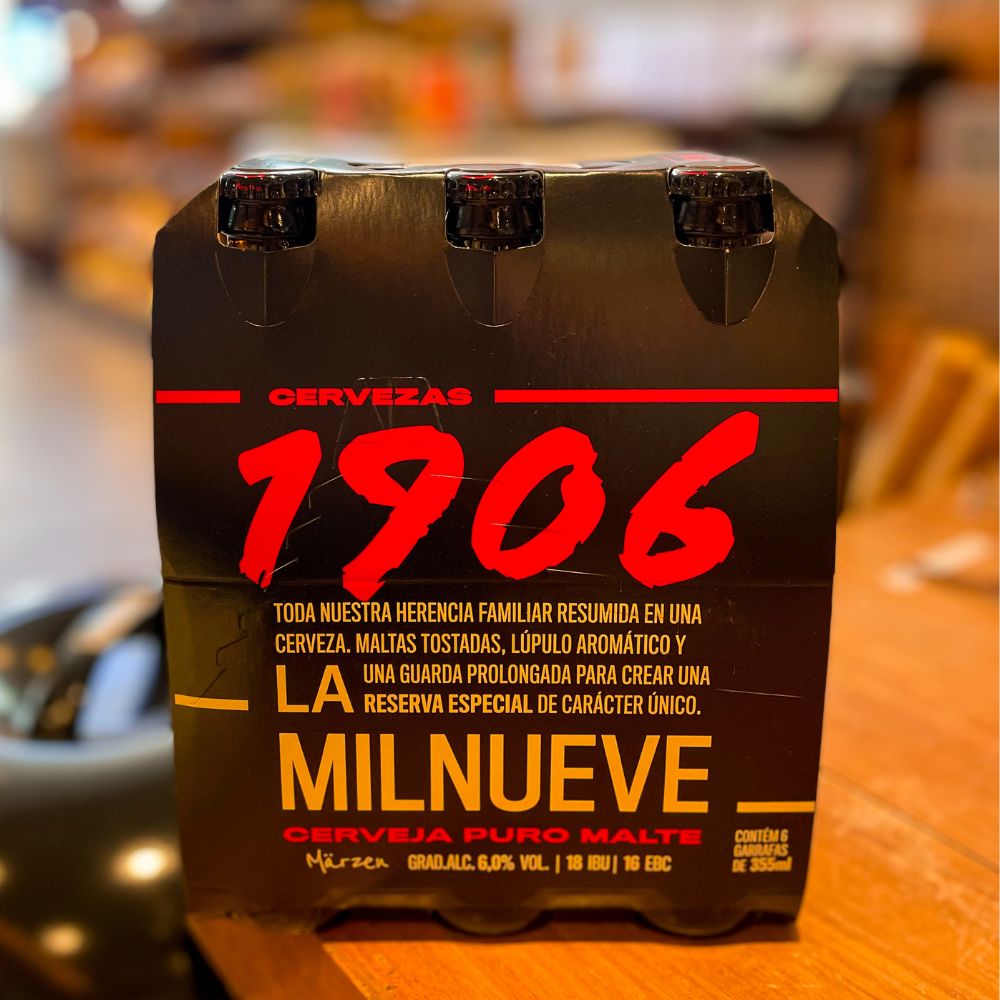 CERVEZAS
1906
TODA NUESTRA HERENCIA FAMILIAR RESUMIDA EN UNA
CERVEZA. MALTAS TOSTADAS, LÚPULO AROMÁTICO Y
LA UNA GUARDA PROLONGADA PARA CREAR UNA
RESERVA ESPECIAL DE CARÁCTER ÚNICO.
MILNUEVE
CERVEJA PURO MALTE
Märzen GRAD.ALC. 6,0% VOL. | 18 IBU | 16 EBC
CONTÉM 6
GARRAFAS
DE 355ml